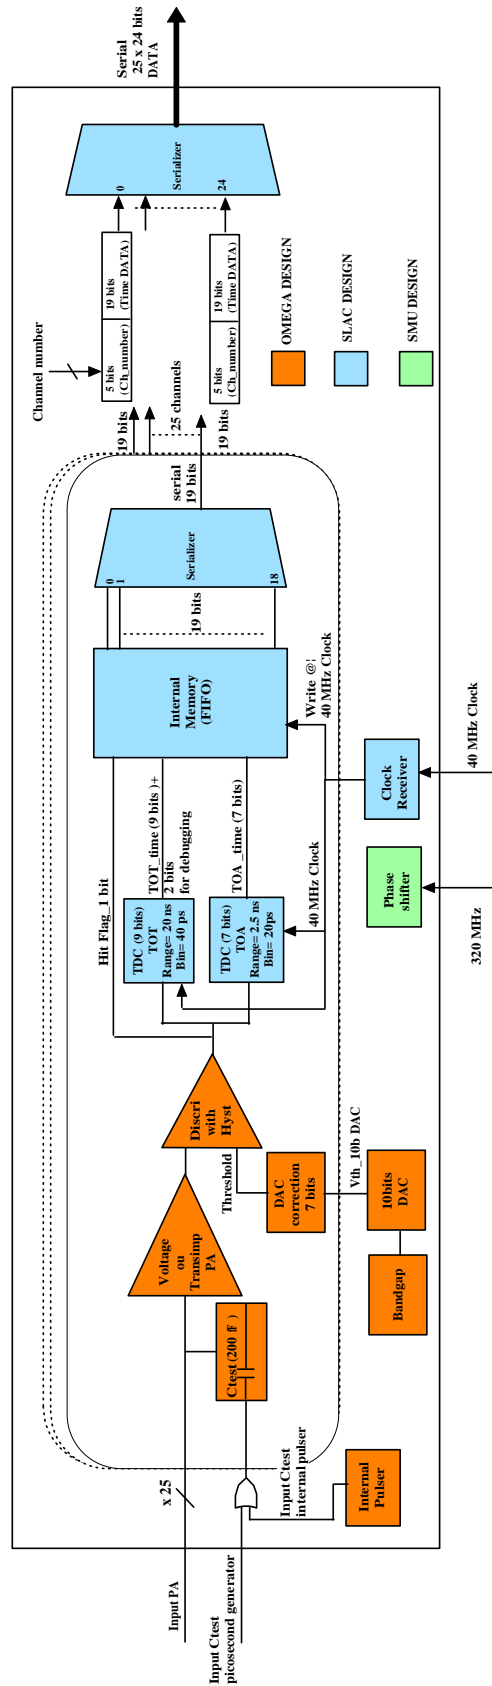 Input PA
Input Ctest
picosecond generator
x 25
Input Ctest
internal pulser
Internal
Pulser
Ctest (200 fF )
Voltage
ou
Transimp
PA
Discri
with
Hyst
Threshold
DAC
correction
7 bits
Vth_10b DAC
10bits
DAC
Bandgap
Hit Flag_1 bit
TDC (9 bits)
TOT
Range= 20 ns
Bin= 40 ps
TDC (7 bits)
TOA
Range= 2.5 ns
Bin= 20ps
TOT_time (9 bits )+
2 bits
for debugging
TOA _time (7 bits)
40 MHz Clock
Write @¦
40 MHz Clock
Phase
shifter
320 MHz
Clock
Receiver
40 MHz Clock
Internal
Memory
(FIFO)
0
1
19 bits
18
Serializer
serial
19 bits
19 bits
25 channels
19 bits
Channel number
5 bits
(Ch_number)
19 bits
(Time DATA)
5 bits
(Ch_number)
19 bits
(Time DATA)
0
24
Serializer
Serial
25 x 24 bits
DATA
OMEGA DESIGN
SLAC DESIGN
SMU DESIGN